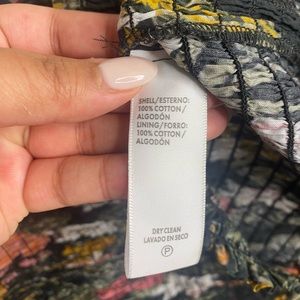 SHELL/ESTERNO:
100% COTTON/
ALGODÓN
LINING/FORRO:
100% COTTON/
ALGODÓN
DRY CLEAN
LAVADO EN SECO
P